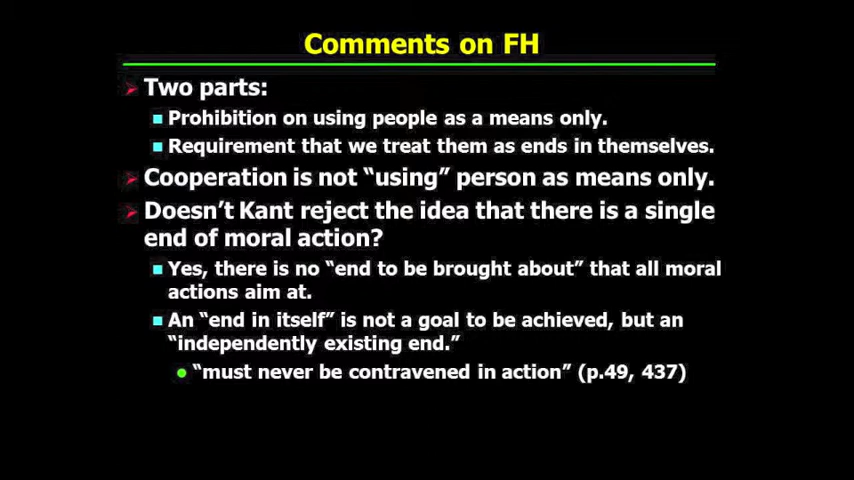 Comments on FH
Two parts:
Prohibition on using people as a means only.
Requirement that we treat them as ends in themselves.
Cooperation is not “using” person as means only.
Doesn’t Kant reject the idea that there is a single
end of moral action?
Yes, there is no “end to be brought about” that all moral
actions aim at.
An “end in itself” is not a goal to be achieved, but an
“independently existing end.”
“must never be contravened in action” (p.49, 437)